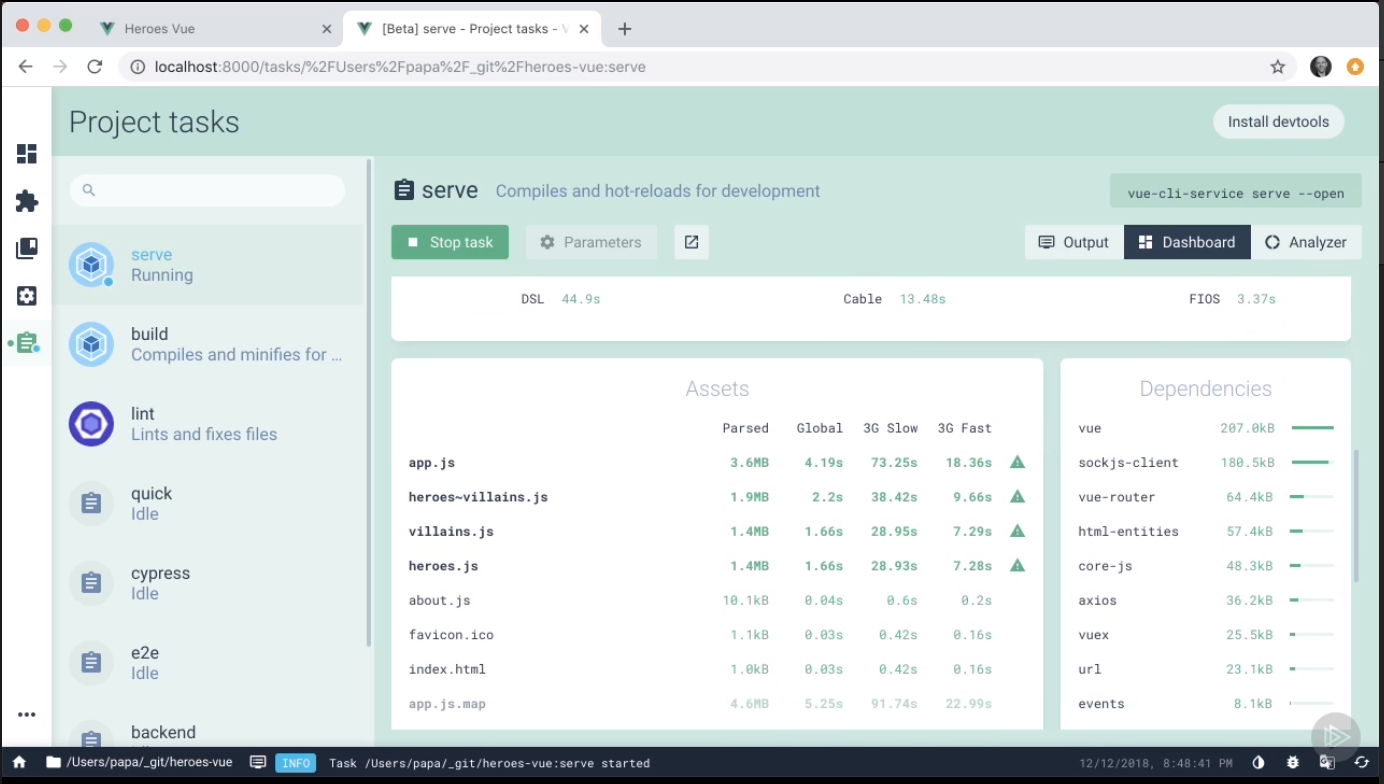 Heroes Vue
[Beta] serve - Project tasks -
localhost:8000/tasks/%2FUsers%2Fpapa%2F_git%2Fheroes-vue:serve
Project tasks
Install devtools
serve
Running
build
Compiles and minifies for ...
lint
Lints and fixes files
quick
Idle
cypress
Idle
e2e
Idle
backend
serve Compiles and hot-reloads for development
vue-cli-service serve --open
Stop task Parameters
Output Dashboard Analyzer
DSL 44.9s Cable 13.48s FIOS 3.37s
Assets
Parsed Global 3G Slow 3G Fast
app.js 3.6MB 4.19s 73.25s 18.36s
heroes~villains.js 1.9MB 2.2s 38.42s 9.66s
villains.js 1.4MB 1.66s 28.95s 7.29s
heroes.js 1.4MB 1.66s 28.93s 7.28s
about.js 10.1kB 0.04s 0.6s 0.2s
favicon.ico 1.1kB 0.03s 0.42s 0.16s
index.html 1.0kB 0.03s 0.42s 0.16s
app.js.map 4.6MB 5.25s 91.74s 22.99s
Dependencies
vue 207.0kB
sockjs-client 180.5kB
vue-router 64.4kB
html-entities 57.4kB
core-js 48.3kB
axios 36.2kB
vuex 25.5kB
url 23.1kB
events 8.1kB
/Users/papa/_git/heroes-vue INFO Task /Users/papa/_git/heroes-vue:serve started 12/12/2018, 8:48:41 PM